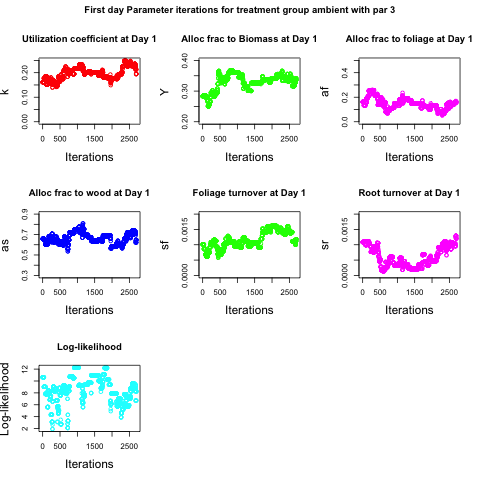 First day Parameter iterations for treatment group ambient with par 3
Utilization coefficient at Day 1
k
0.00 0.10 0.20
0 500 1500 2500
Iterations
Alloc frac to Biomass at Day 1
Y
0.20 0.30 0.40
0 500 1500 2500
Iterations
Alloc frac to foliage at Day 1
af
0.0 0.2 0.4
0 500 1500 2500
Iterations
Alloc frac to wood at Day 1
as
0.3 0.5 0.7 0.9
0 500 1500 2500
Iterations
Foliage turnover at Day 1
sf
0.0000 0.0015
0 500 1500 2500
Iterations
Root turnover at Day 1
sr
0.0000 0.0015
0 500 1500 2500
Iterations
Log-likelihood
Log-likelihood
2 4 6 8 12
0 500 1500 2500
Iterations